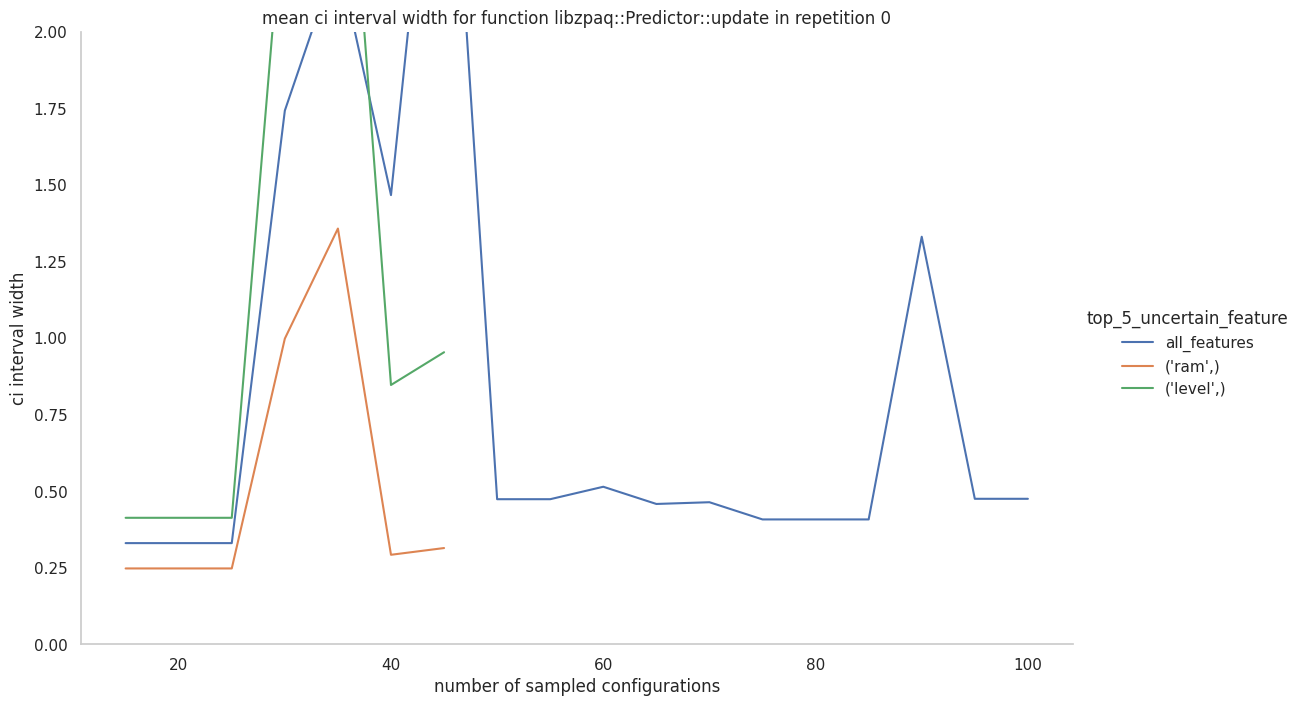 mean ci interval width for function libzpaq::Predictor::update in repetition 0
2.00
1.75
1.50
1.25
1.00
0.75
0.50
0.25
0.00
ci interval width
20
40
60
80
100
number of sampled configurations
top_5_uncertain_feature
all_features
('ram',)
('level',)